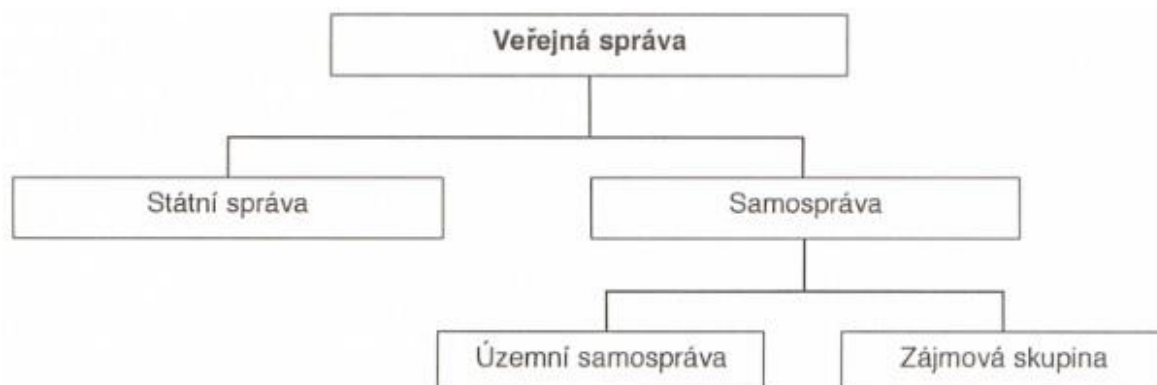 Veřejná správa
Státní správa
Samospráva
Územní samospráva
Zájmová skupina